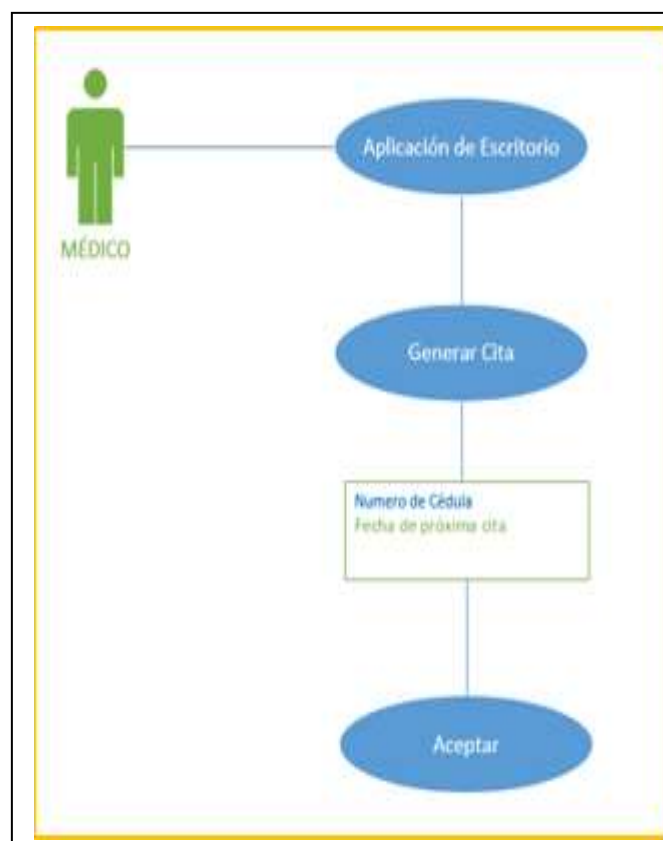 Aplicación de Escritorio
MÉDICO
Generar Cita
Numero de Cédula
Fecha de próxima cita
Aceptar